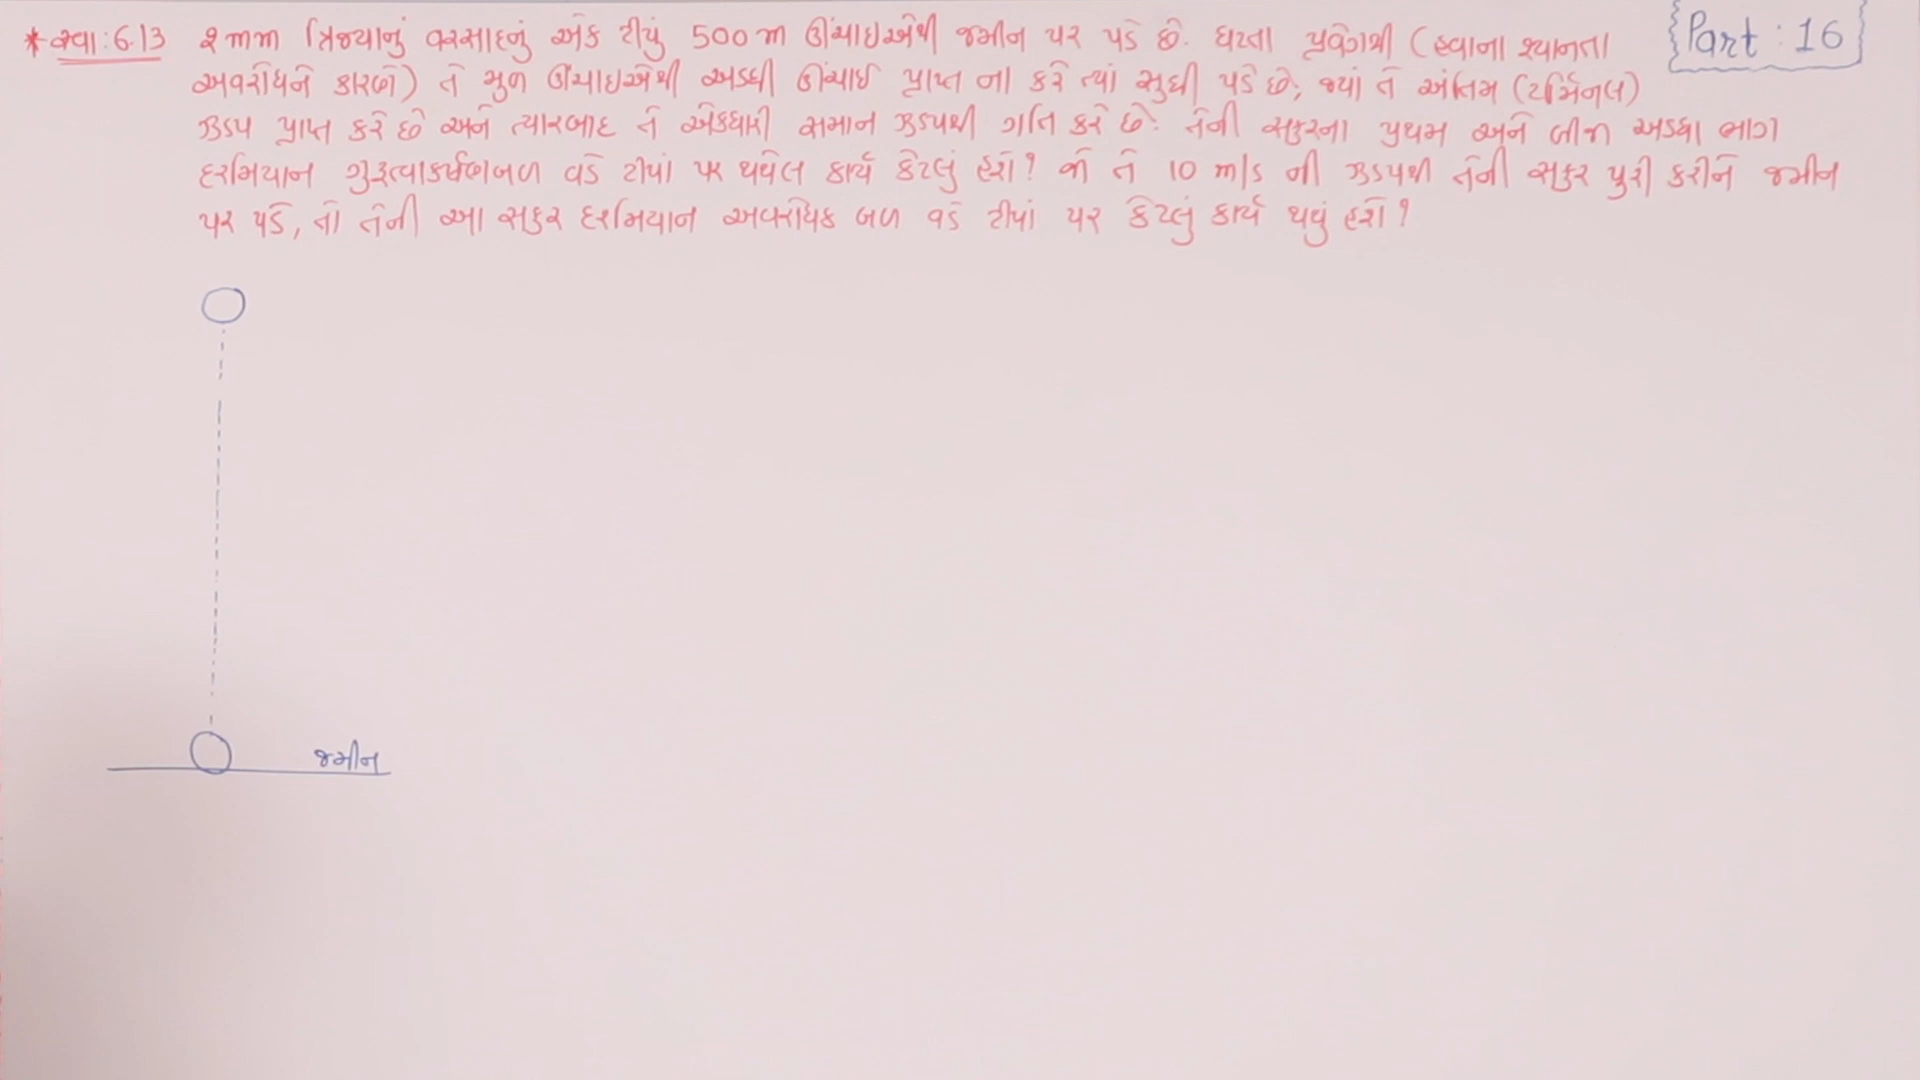 * સ્વા: 6.13 ૨ mm ત્રિજ્યાનું વરસાદનું એક ટીપું 500 m ઊંચાઇએથી જમીન પર પડે છે. ઘટતા પ્રવેગથી (હવાના શ્યાનતા
Part : 16
અવરોધને કારણે) તે મુળ ઊંચાઇએથી અડધી ઊંચાઈ પ્રાપ્ત ના કરે ત્યાં સુધી પડે છે, જ્યાં તે અંતિમ (ટર્મિનલ)
ઝડપ પ્રાપ્ત કરે છે અને ત્યારબાદ તે એકધારી સમાન ઝડપથી ગતિ કરે છે. તેની સફરના પ્રથમ અને બીજા અડધા ભાગ
દરમિયાન ગુરુત્વાકર્ષણબળ વડે ટીપાં પર થયેલ કાર્ય કેટલું હશે? જો તે 10 m/s ની ઝડપથી તેની સફર પુરી કરીને જમીન
પર પડે, તો તેની આ સફર દરમિયાન અવરોધક બળ વડે ટીપાં પર કેટલું કાર્ય થયું હશે?
જમીન